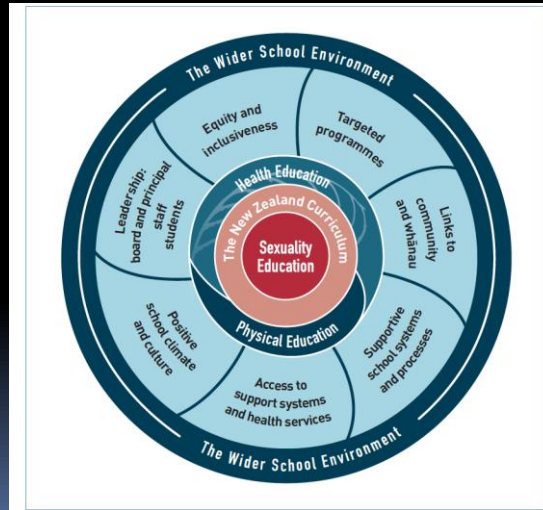 The Wider School Environment
Equity and
inclusiveness
Targeted
programmes
Links to
community
and whānau
Supportive
school systems
and processes
Access to
support systems
and health services
Positive
school climate
and culture
Leadership:
board and principal
staff
students
Health Education
The New Zealand Curriculum
Sexuality
Education
Physical Education
The Wider School Environment